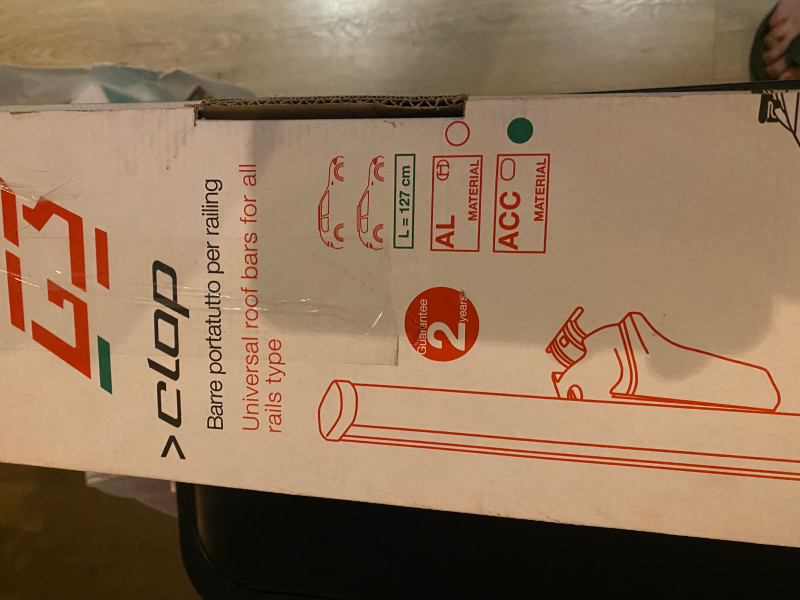 G3
>clop
Barre portatutto per railing
Universal roof bars for all
rails type
L = 127 cm
AL
MATERIAL
ACC
MATERIAL
Guarantee
2 years